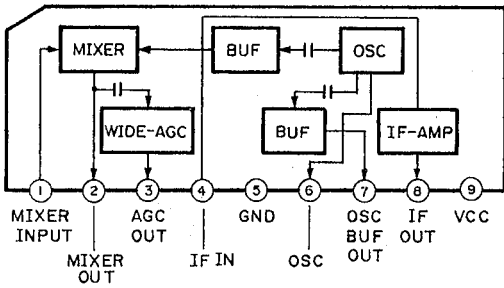 MIXER
BUF
OSC
WIDE-AGC
BUF
IF-AMP
1 2 3 4 5 6 7 8 9
MIXER INPUT
MIXER OUT
AGC OUT
IF IN
GND
OSC
OSC BUF OUT
IF OUT
VCC